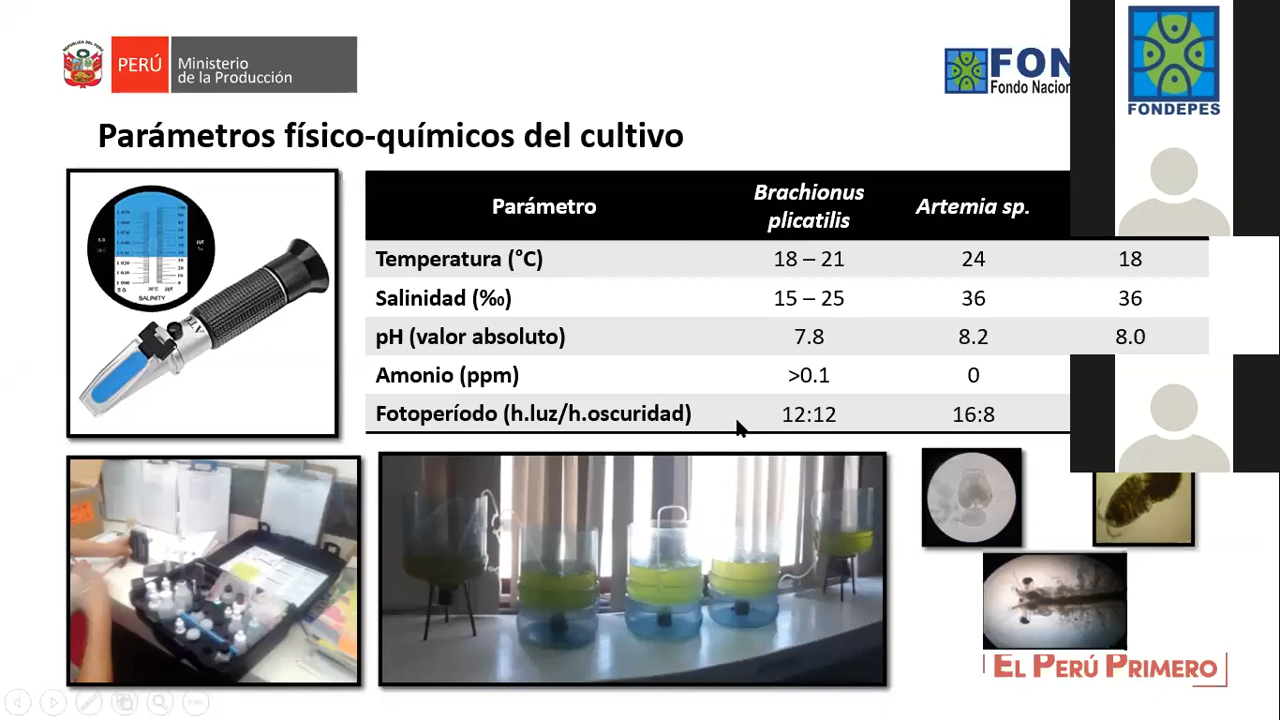 PERÚ
Ministerio
de la Producción
FON
Fondo Nacion
FONDEPES
Parámetros físico-químicos del cultivo
Parámetro
Brachionus
plicatilis
Artemia sp.
Temperatura (°C) 18 – 21 24 18
Salinidad (‰) 15 – 25 36 36
pH (valor absoluto) 7.8 8.2 8.0
Amonio (ppm) >0.1 0
Fotoperíodo (h.luz/h.oscuridad) 12:12 16:8
SALINITY
EL PERÚ PRIMERO